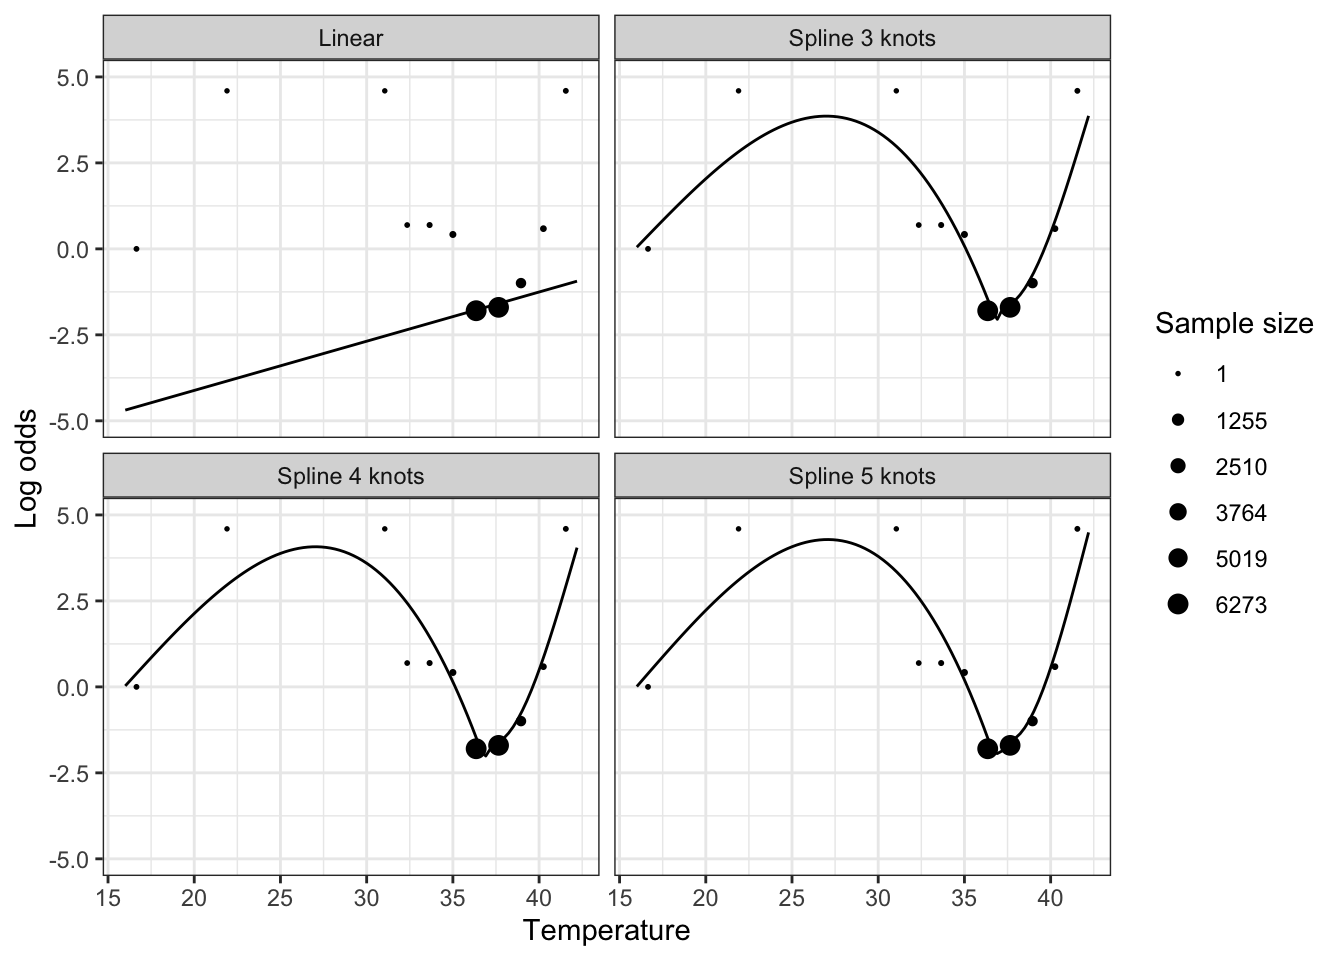 Linear
Spline 3 knots
5.0
2.5
0.0
-2.5
-5.0
Spline 4 knots
Spline 5 knots
5.0
2.5
0.0
-2.5
-5.0
15 20 25 30 35 40
15 20 25 30 35 40
Temperature
Log odds
Sample size
1
1255
2510
3764
5019
6273